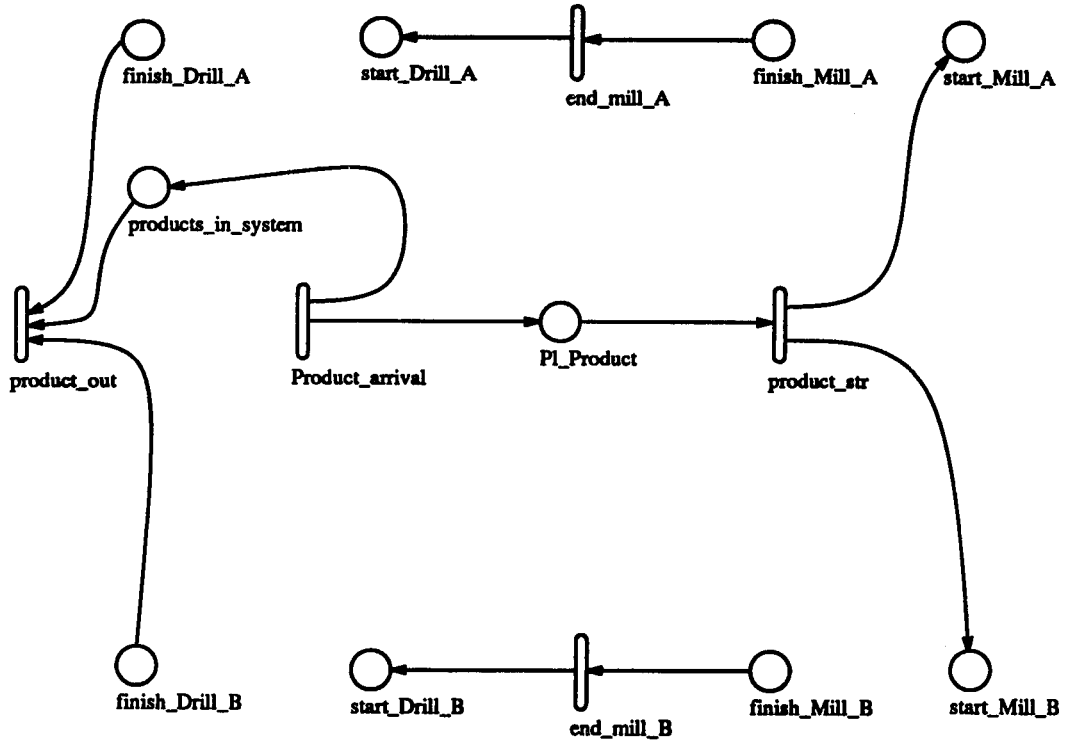 finish_Drill_A
start_Drill_A
end_mill_A
finish_Mill_A
start_Mill_A
products_in_system
product_out
Product_arrival
Pl_Product
product_str
finish_Drill_B
start_Drill_B
end_mill_B
finish_Mill_B
start_Mill_B